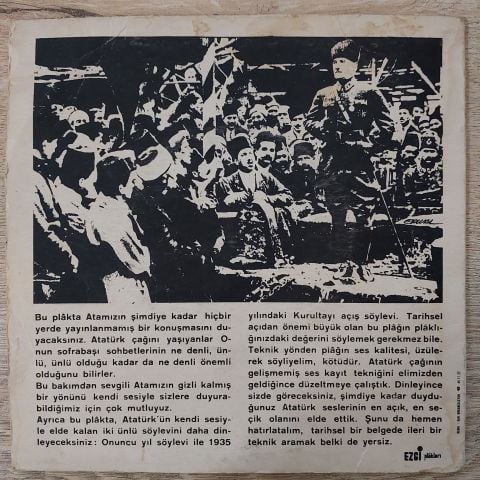 Bu plâkta Atamızın şimdiye kadar hiçbir
yerde yayınlanmamış bir konuşmasını du-
yacaksınız. Atatürk çağını yaşıyanlar O-
nun sofrabaşı sohbetlerinin ne denli, ün-
lü, ünlü olduğu kadar da ne denli önemli
olduğunu bilirler.
Bu bakımdan sevgili Atamızın gizli kalmış
bir yönünü kendi sesiyle sizlere duyura-
bildiğimiz için çok mutluyuz.
Ayrıca bu plâkta, Atatürk'ün kendi sesiy-
le elde kalan iki ünlü söylevini daha din-
leyeceksiniz: Onuncu yıl söylevi ile 1935
yılındaki Kurultayı açış söylevi. Tarihsel
açıdan önemi büyük olan bu plâğın plâklı-
ğınızdaki değerini söylemek gerekmez bile.
Teknik yönden plâğın ses kalitesi, üzüle-
rek söyliyelim, kötüdür. Atatürk çağının
gelişmemiş ses kayıt tekniğini elimizden
geldiğince düzeltmeye çalıştık. Dinleyince
sizde göreceksiniz, şimdiye kadar duydu-
ğunuz Atatürk seslerinin en açık, en se-
çik olanını elde ettik. Şunu da hemen
hatırlatalım, tarihsel bir belgede ileri bir
teknik aramak belki de yersiz.
EZGİ plâkları